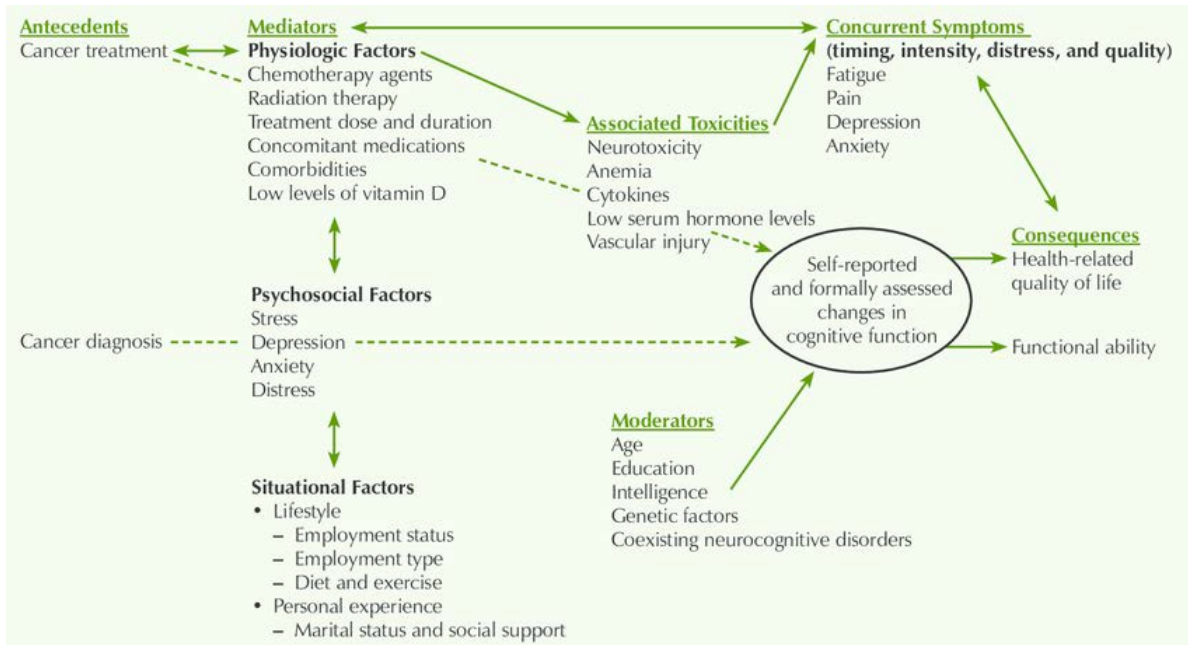 Antecedents
Cancer treatment
Cancer diagnosis
Mediators
Physiologic Factors
Chemotherapy agents
Radiation therapy
Treatment dose and duration
Concomitant medications
Comorbidities
Low levels of vitamin D
Psychosocial Factors
Stress
Depression
Anxiety
Distress
Situational Factors
• Lifestyle
– Employment status
– Employment type
– Diet and exercise
• Personal experience
– Marital status and social support
Associated Toxicities
Neurotoxicity
Anemia
Cytokines
Low serum hormone levels
Vascular injury
Moderators
Age
Education
Intelligence
Genetic factors
Coexisting neurocognitive disorders
Concurrent Symptoms
(timing, intensity, distress, and quality)
Fatigue
Pain
Depression
Anxiety
Self-reported
and formally assessed
changes in
cognitive function
Consequences
Health-related
quality of life
Functional ability